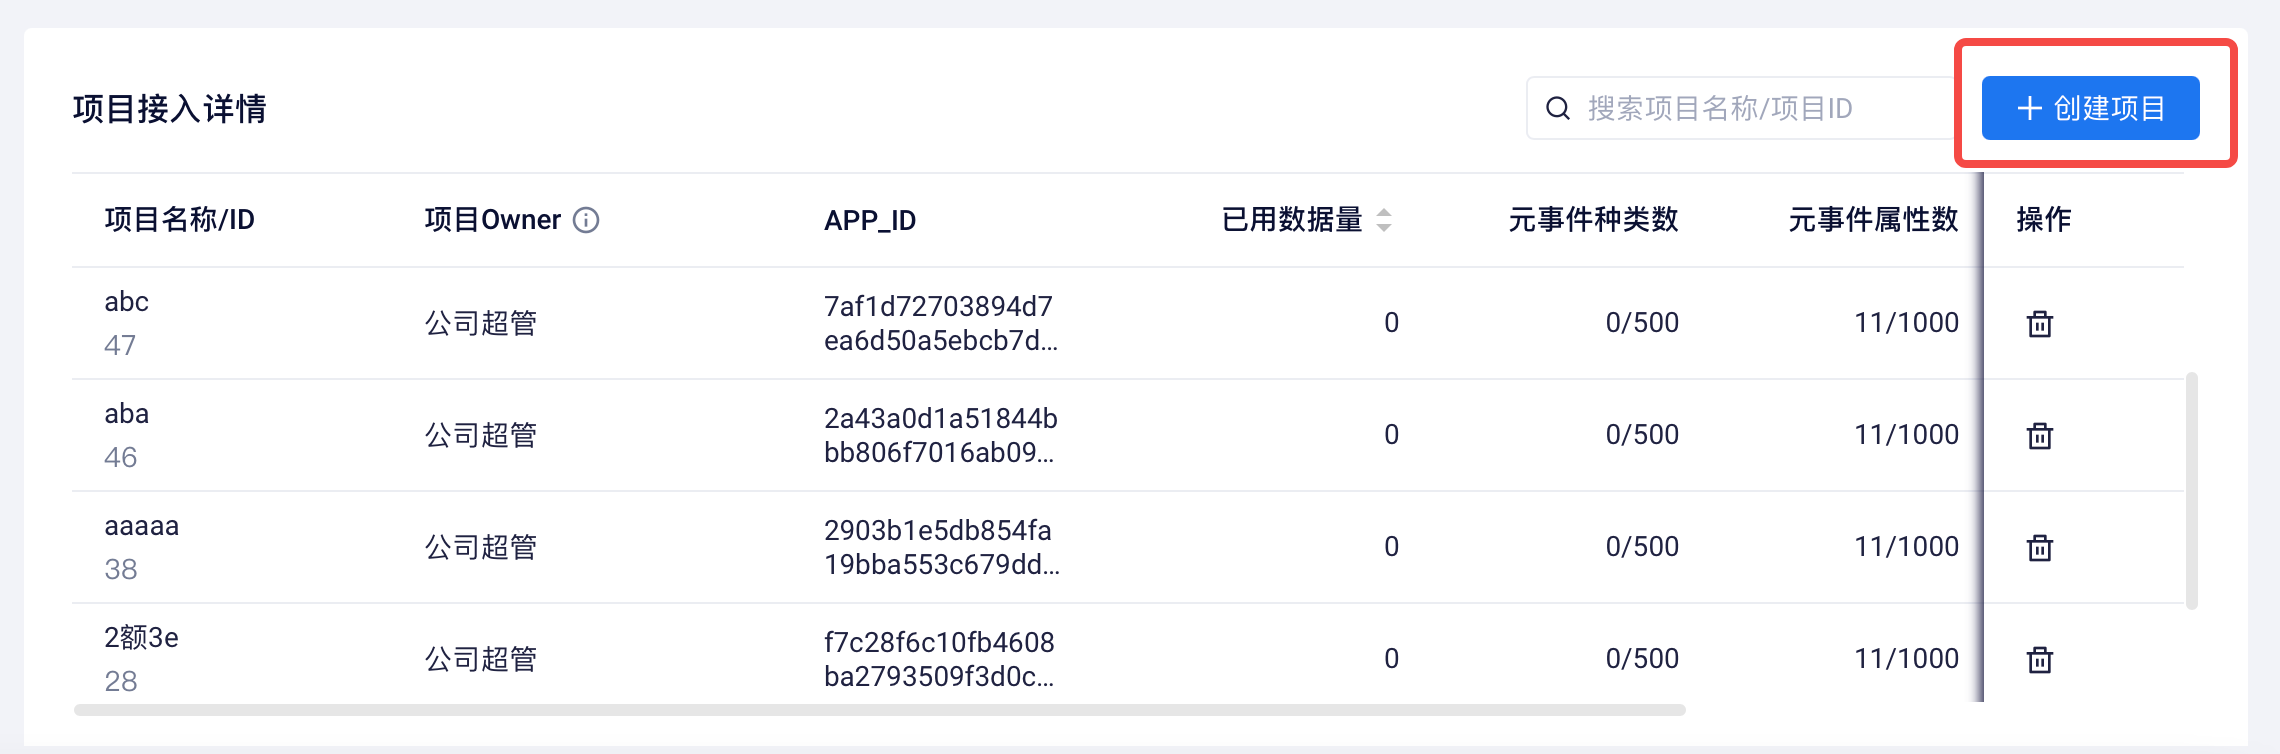 项目接入详情
搜索项目名称/项目ID
创建项目
项目名称/ID
项目Owner
APP_ID
已用数据量
元事件种类数
元事件属性数
操作
abc
47
公司超管
7af1d72703894d7
ea6d50a5ebcb7d...
0
0/500
11/1000
aba
46
公司超管
2a43a0d1a51844b
bb806f7016ab09...
0
0/500
11/1000
aaaaa
38
公司超管
2903b1e5db854fa
19bba553c679dd...
0
0/500
11/1000
2额3e
28
公司超管
f7c28f6c10fb4608
ba2793509f3d0c...
0
0/500
11/1000